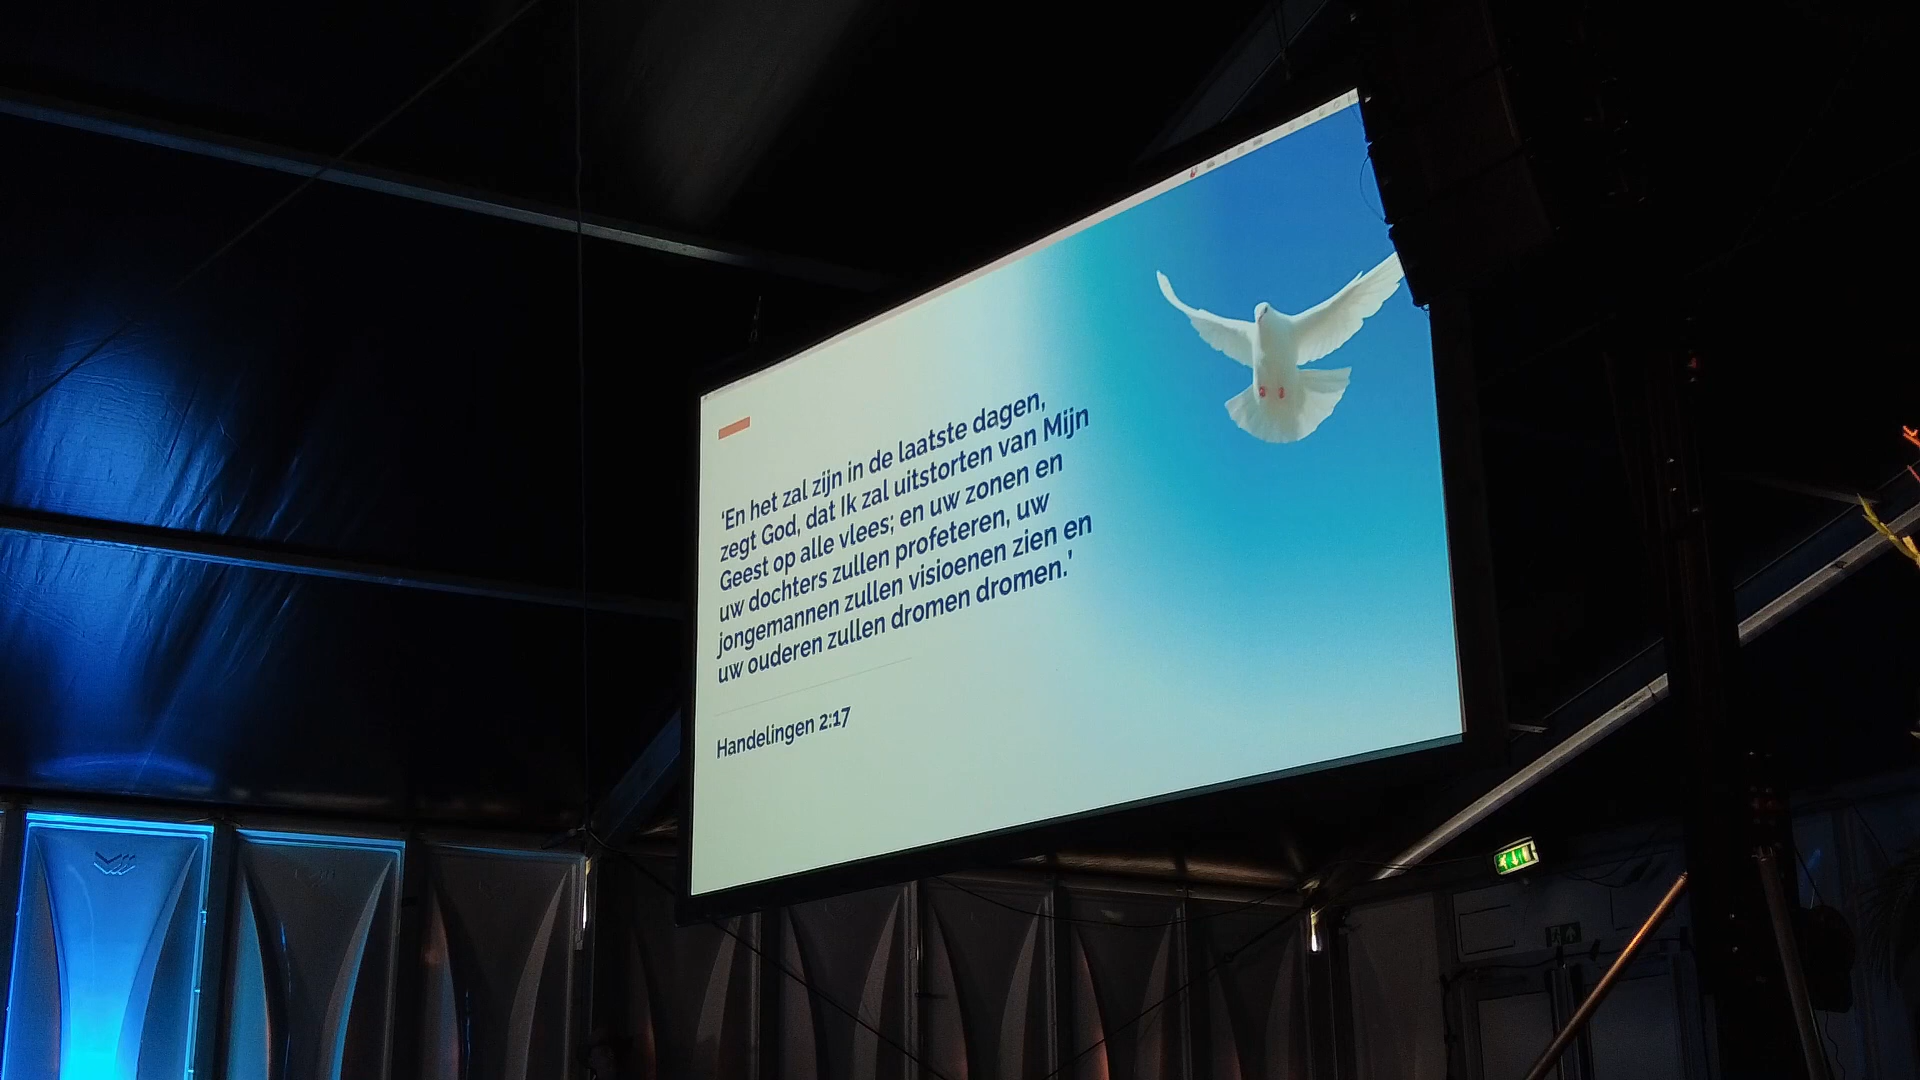 ‘En het zal zijn in de laatste dagen,
zegt God, dat Ik zal uitstorten van Mijn
Geest op alle vlees; en uw zonen en
uw dochters zullen profeteren, uw
jongemannen zullen visioenen zien en
uw ouderen zullen dromen dromen.’
Handelingen 2:17